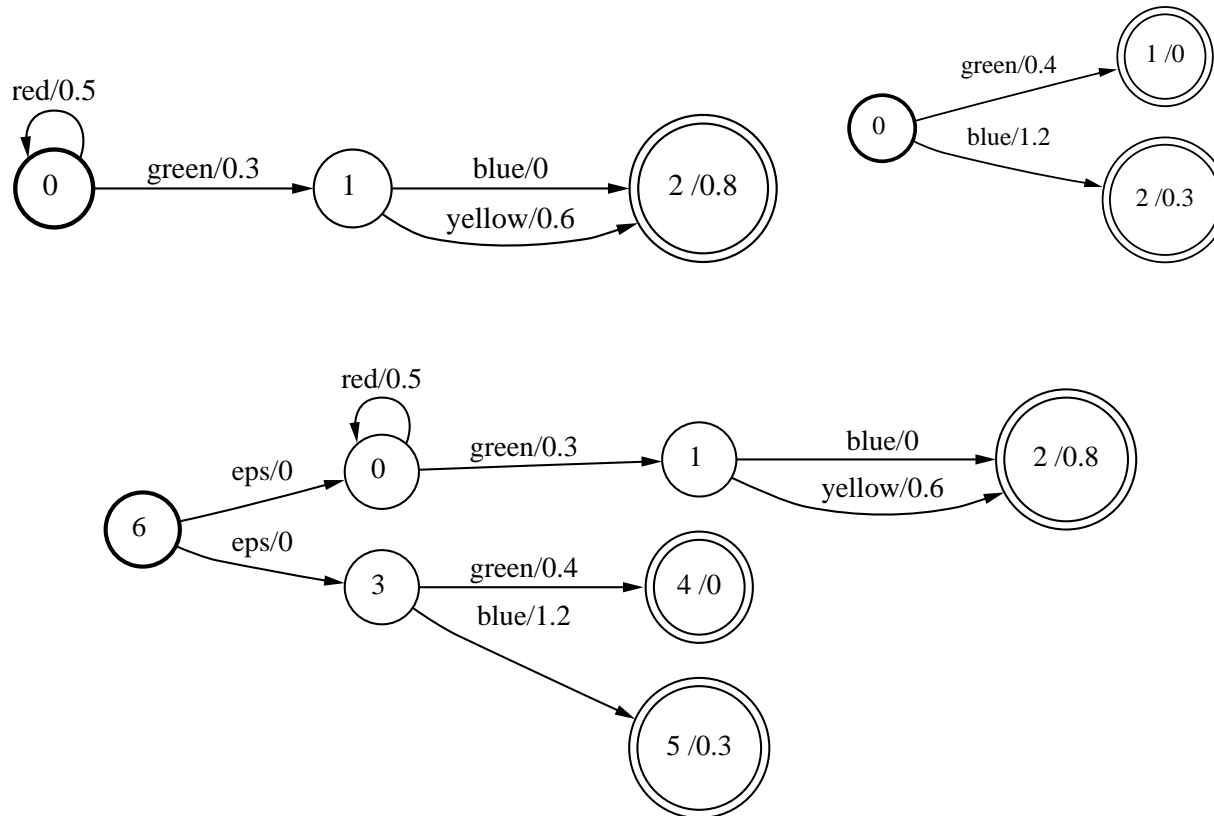 red/0.5
0
green/0.3
1
blue/0
yellow/0.6
2 /0.8
0
green/0.4
1 /0
blue/1.2
2 /0.3
6
eps/0
eps/0
red/0.5
0
green/0.3
1
blue/0
yellow/0.6
2 /0.8
3
green/0.4
4 /0
blue/1.2
5 /0.3